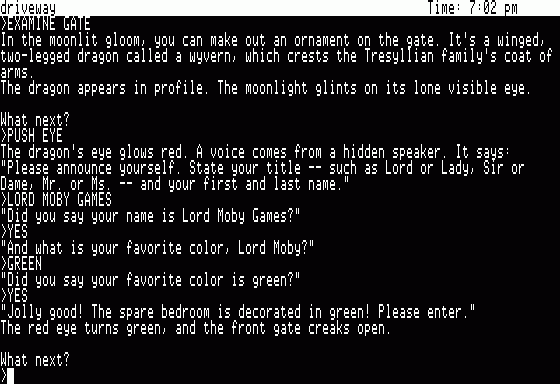 driveway Time: 7:02 pm
>EXAMINE GATE
In the moonlit gloom, you can make out an ornament on the gate. It's a winged,
two-legged dragon called a wyvern, which crests the Tresyllian family's coat of
arms.
The dragon appears in profile. The moonlight glints on its lone visible eye.
What next?
>PUSH EYE
The dragon's eye glows red. A voice comes from a hidden speaker. It says:
"Please announce yourself. State your title -- such as Lord or Lady, Sir or
Dame, Mr. or Ms. -- and your first and last name."
>LORD MOBY GAMES
"Did you say your name is Lord Moby Games?"
>YES
"And what is your favorite color, Lord Moby?"
>GREEN
"Did you say your favorite color is green?"
>YES
"Jolly good! The spare bedroom is decorated in green! Please enter."
The red eye turns green, and the front gate creaks open.
What next?
>